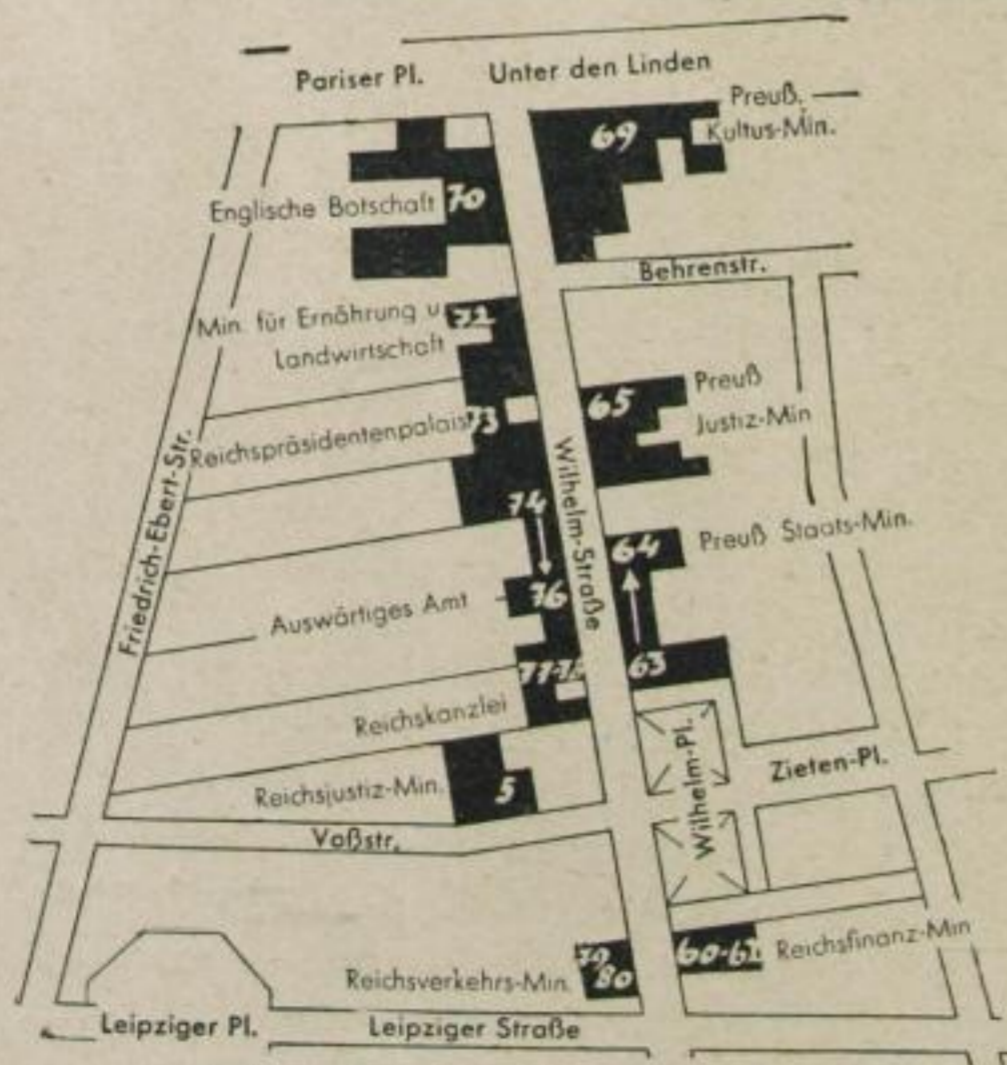 Pariser Pl.
Unter den Linden
Preuß.
Kultus-Min.
69
Englische Botschaft 70
Behrenstr.
Min. für Ernährung u. 72
Landwirtschaft
Preuß
Justiz-Min
65
Reichspräsidentenpalais 73
Friedrich-Ebert-Str.
Wilhelm-Straße
74
64
Preuß Staats-Min.
Auswärtiges Amt
76
63
77-
Reichskanzlei
Wilhelm-Pl.
Zieten-Pl.
Reichsjustiz-Min.
5
Voßstr.
Reichsverkehrs-Min.
79
80
60-61
Reichsfinanz-Min
Leipziger Pl.
Leipziger Straße